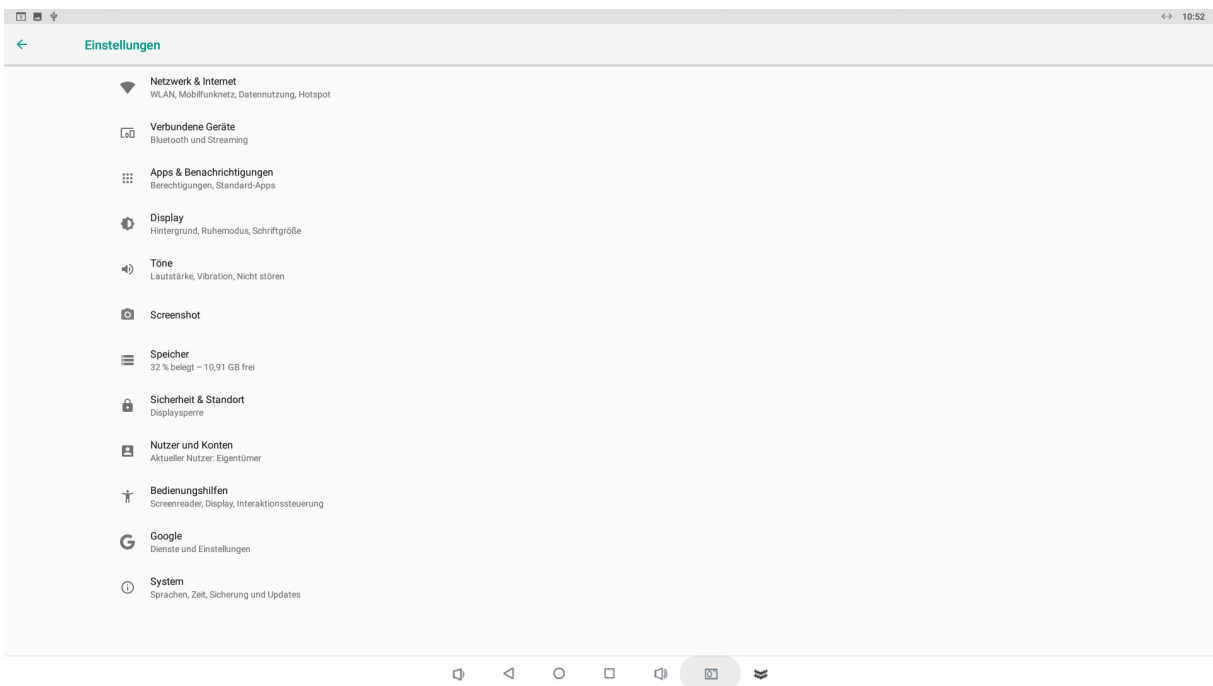 10:52
Einstellungen
Netzwerk & Internet
WLAN, Mobilfunknetz, Datennutzung, Hotspot
Verbundene Geräte
Bluetooth und Streaming
Apps & Benachrichtigungen
Berechtigungen, Standard-Apps
Display
Hintergrund, Ruhemodus, Schriftgröße
Töne
Lautstärke, Vibration, Nicht stören
Screenshot
Speicher
32 % belegt – 10,91 GB frei
Sicherheit & Standort
Displaysperre
Nutzer und Konten
Aktueller Nutzer: Eigentümer
Bedienungshilfen
Screenreader, Display, Interaktionssteuerung
Google
Dienste und Einstellungen
System
Sprachen, Zeit, Sicherung und Updates